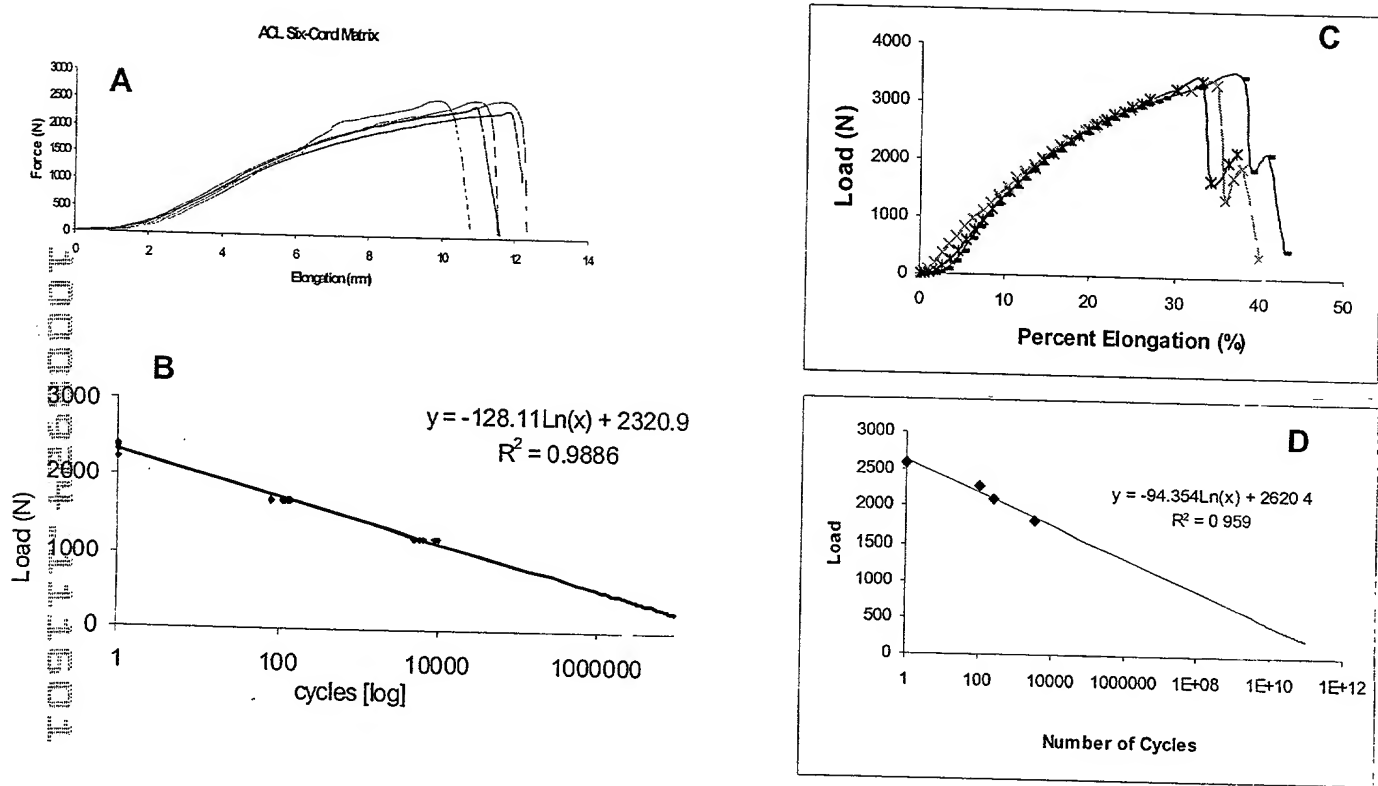 ACL Six-Cord Matrix
A
Force (N)
3000
2500
2000
1500
1000
500
0
0 2 4 6 8 10 12 14
Elongation (mm)
B
Load (N)
3000
2000
1000
0
y = -128.11Ln(x) + 2320.9
R² = 0.9886
1 100 10000 1000000
cycles [log]
C
Load (N)
4000
3000
2000
1000
0
0 10 20 30 40 50
Percent Elongation (%)
D
Load
3000
2500
2000
1500
1000
500
0
y = -94.354Ln(x) + 2620 4
R² = 0 959
1 100 10000 1000000 1E+08 1E+10 1E+12
Number of Cycles